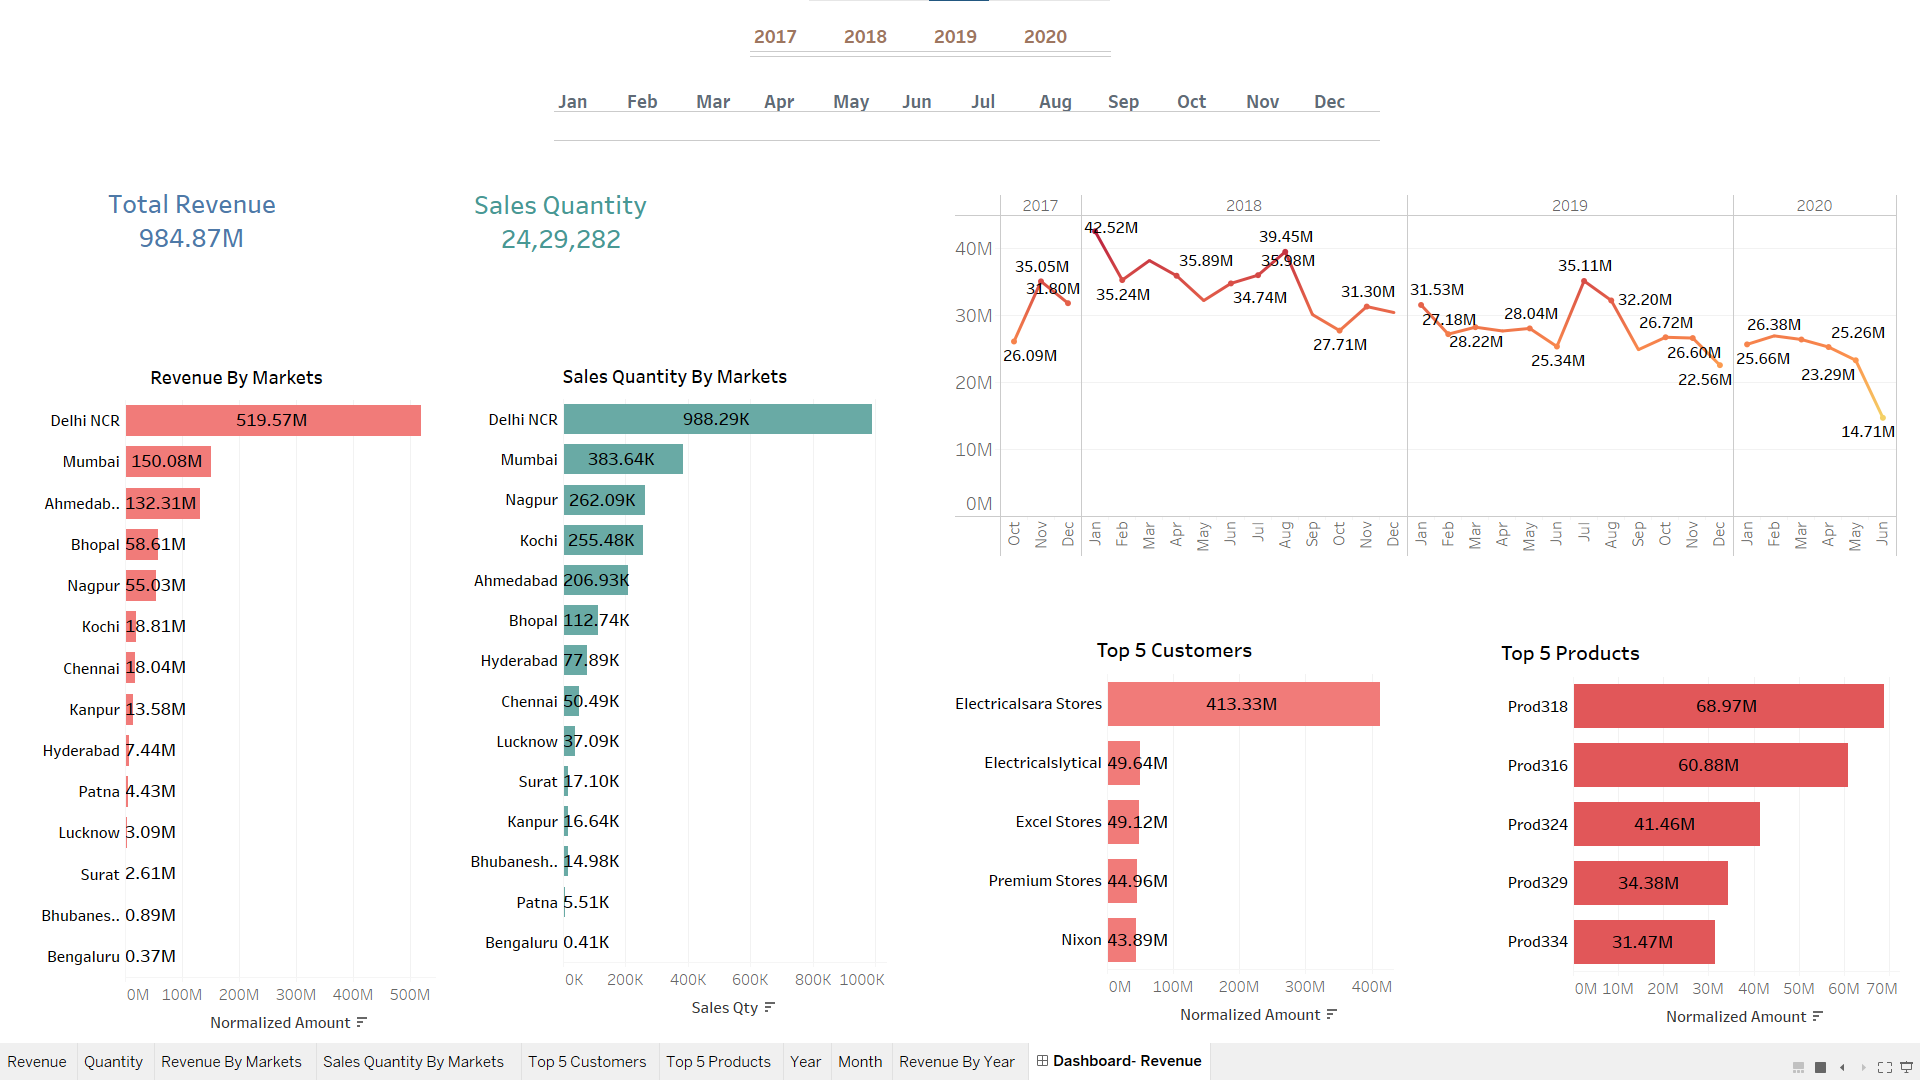 2017 2018 2019 2020
Jan Feb Mar Apr May Jun Jul Aug Sep Oct Nov Dec
Total Revenue
984.87M
Sales Quantity
24,29,282
2017 2018 2019 2020
40M
30M
20M
10M
0M
26.09M
35.05M
31.80M
42.52M
35.24M
35.89M
34.74M
35.98M
39.45M
27.71M
31.30M
31.53M
27.18M
28.22M
28.04M
25.34M
35.11M
32.20M
26.72M
26.60M
22.56M
25.66M
26.38M
23.29M
25.26M
14.71M
Oct Nov Dec Jan Feb Mar Apr May Jun Jul Aug Sep Oct Nov Dec Jan Feb Mar Apr May Jun Jul Aug Sep Oct Nov Dec Jan Feb Mar Apr May Jun
Revenue By Markets
Delhi NCR 519.57M
Mumbai 150.08M
Ahmedab.. 132.31M
Bhopal 58.61M
Nagpur 55.03M
Kochi 18.81M
Chennai 18.04M
Kanpur 13.58M
Hyderabad 7.44M
Patna 4.43M
Lucknow 3.09M
Surat 2.61M
Bhubanes.. 0.89M
Bengaluru 0.37M
0M 100M 200M 300M 400M 500M
Normalized Amount
Sales Quantity By Markets
Delhi NCR 988.29K
Mumbai 383.64K
Nagpur 262.09K
Kochi 255.48K
Ahmedabad 206.93K
Bhopal 112.74K
Hyderabad 77.89K
Chennai 50.49K
Lucknow 37.09K
Surat 17.10K
Kanpur 16.64K
Bhubanesh.. 14.98K
Patna 5.51K
Bengaluru 0.41K
0K 200K 400K 600K 800K 1000K
Sales Qty
Top 5 Customers
Electricalsara Stores 413.33M
Electricalslytical 49.64M
Excel Stores 49.12M
Premium Stores 44.96M
Nixon 43.89M
0M 100M 200M 300M 400M
Normalized Amount
Top 5 Products
Prod318 68.97M
Prod316 60.88M
Prod324 41.46M
Prod329 34.38M
Prod334 31.47M
0M 10M 20M 30M 40M 50M 60M 70M
Normalized Amount
Revenue Quantity Revenue By Markets Sales Quantity By Markets Top 5 Customers Top 5 Products Year Month Revenue By Year Dashboard- Revenue